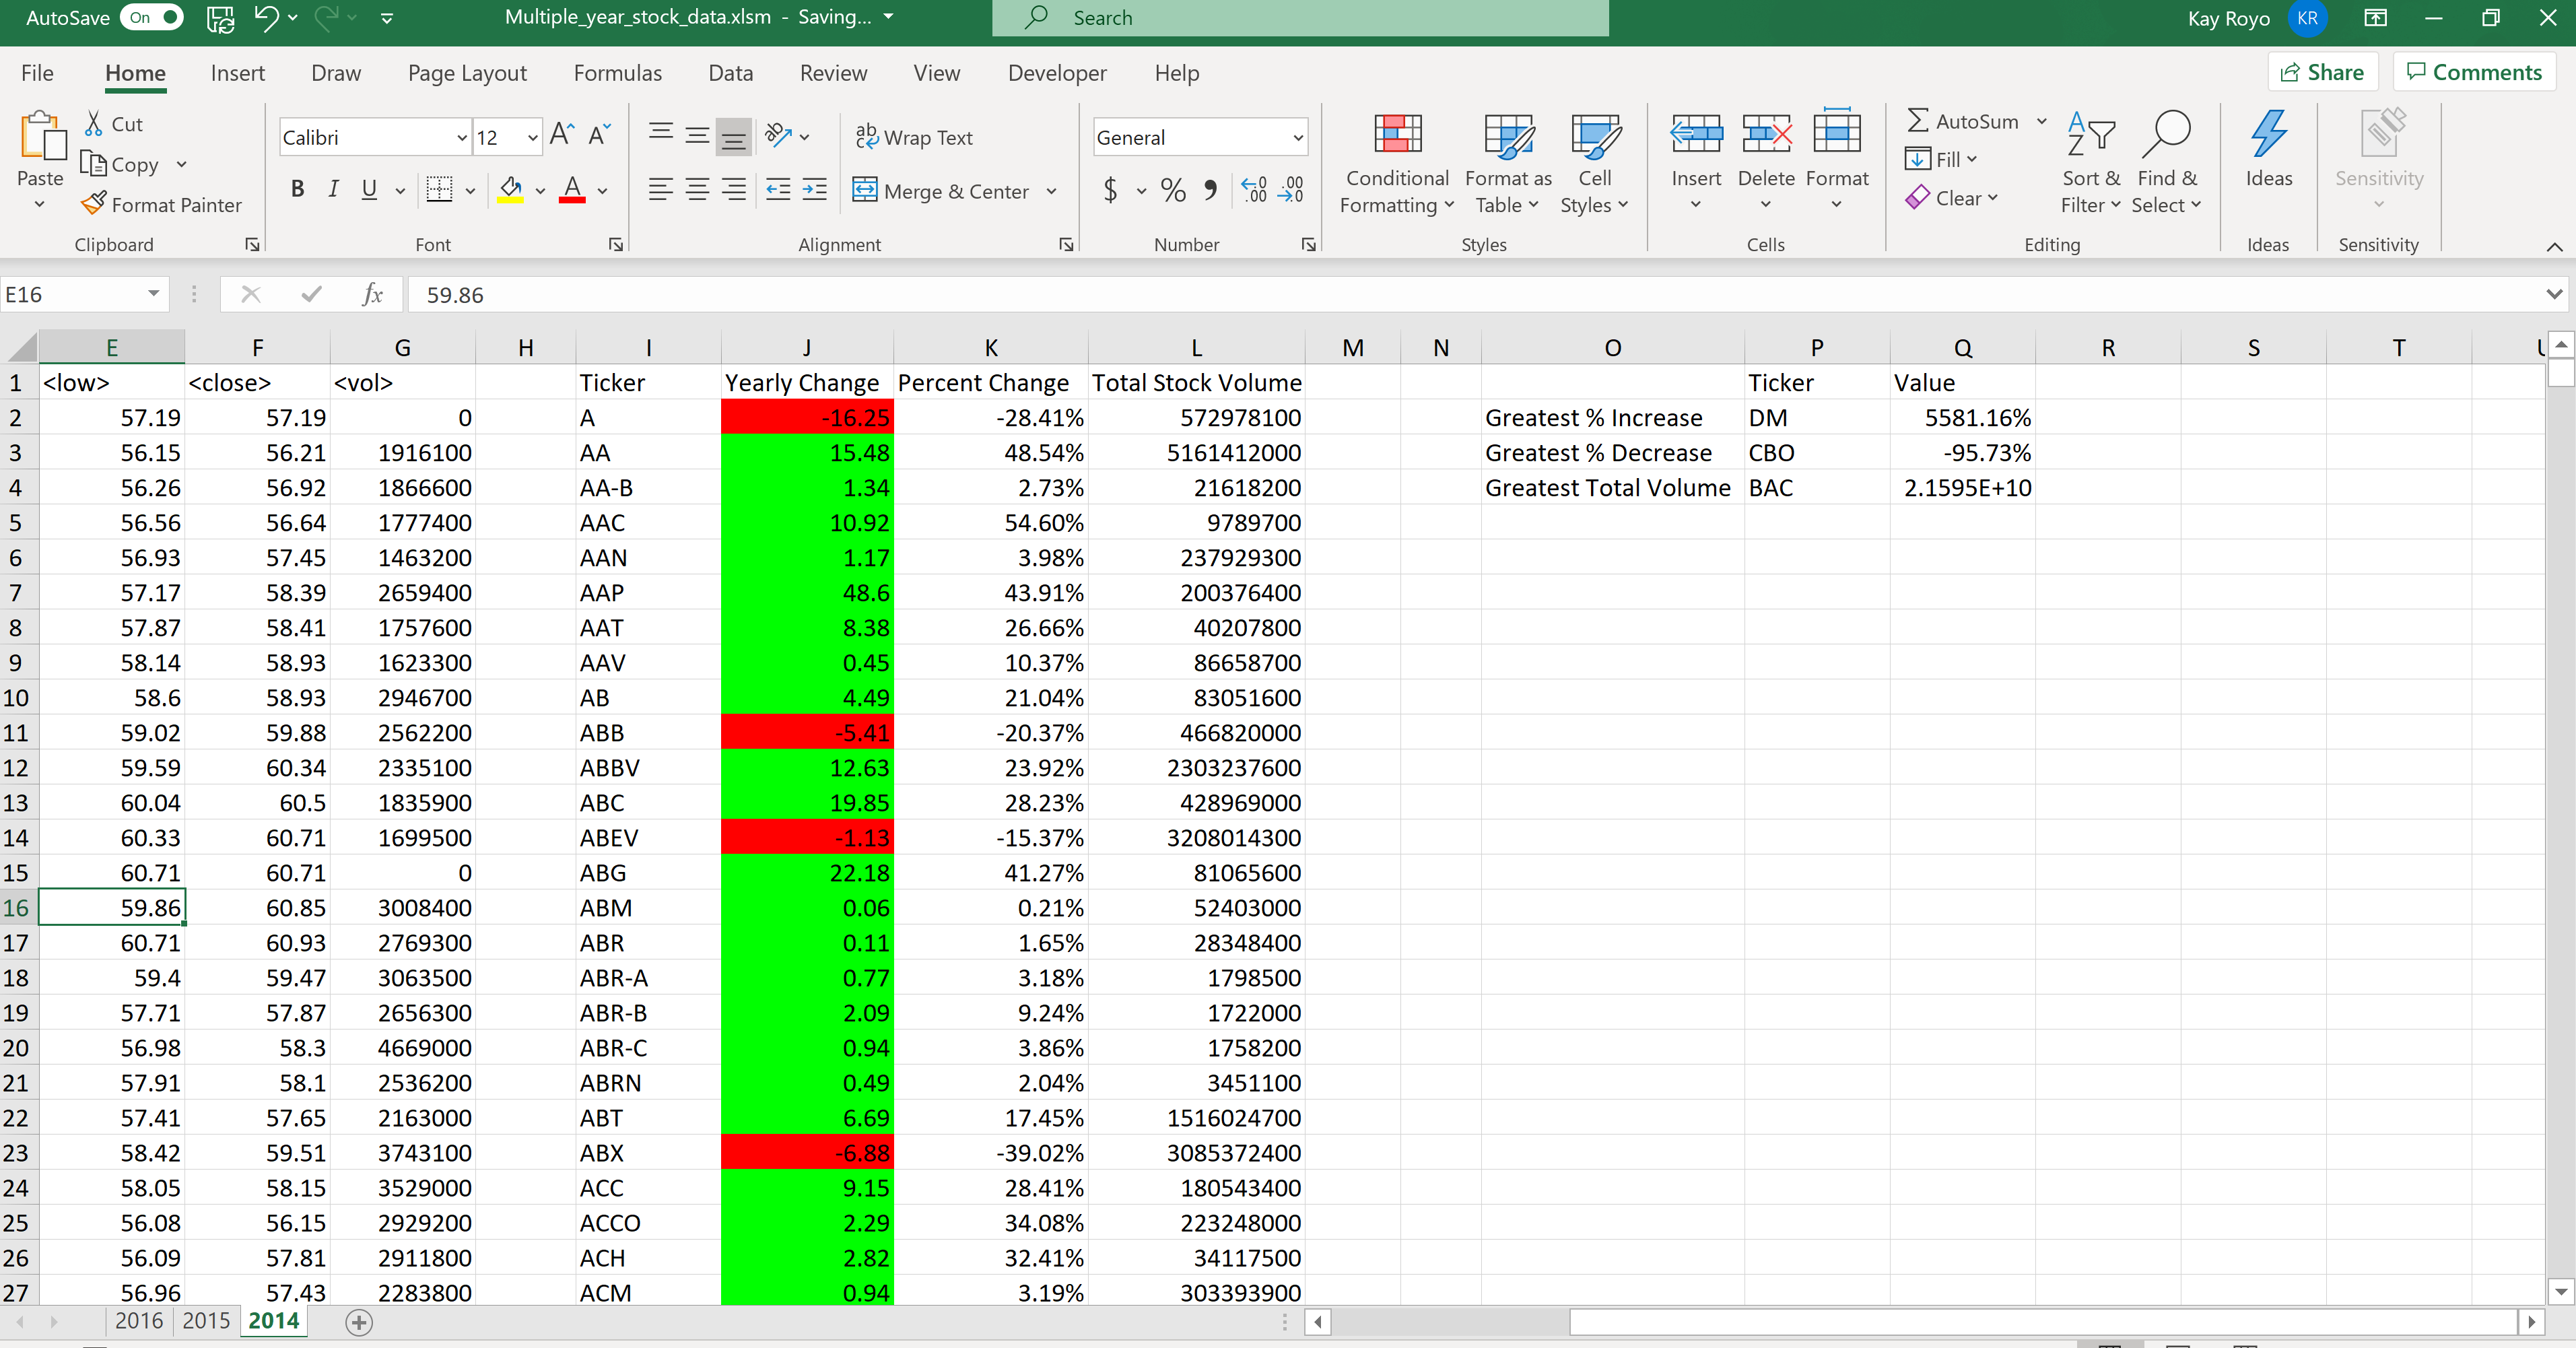 AutoSave On Multiple_year_stock_data.xlsm - Saving... Search Kay Royo KR
File Home Insert Draw Page Layout Formulas Data Review View Developer Help Share Comments
Paste Cut Copy Format Painter Clipboard
Calibri 12 A A B I U A Font
ab Wrap Text Merge & Center Alignment
General $ % 9 .00 .00 Number
Conditional Formatting Format as Table Cell Styles Styles
Insert Delete Format Cells
AutoSum Fill Clear Sort & Filter Find & Select Editing
Ideas Ideas
Sensitivity Sensitivity
E16 fx 59.86
E F G H I J K L M N O P Q R S T
1 <low> <close> <vol> Ticker Yearly Change Percent Change Total Stock Volume Ticker Value
2 57.19 57.19 0 A -16.25 -28.41% 572978100 Greatest % Increase DM 5581.16%
3 56.15 56.21 1916100 AA 15.48 48.54% 5161412000 Greatest % Decrease CBO -95.73%
4 56.26 56.92 1866600 AA-B 1.34 2.73% 21618200 Greatest Total Volume BAC 2.1595E+10
5 56.56 56.64 1777400 AAC 10.92 54.60% 9789700
6 56.93 57.45 1463200 AAN 1.17 3.98% 237929300
7 57.17 58.39 2659400 AAP 48.6 43.91% 200376400
8 57.87 58.41 1757600 AAT 8.38 26.66% 40207800
9 58.14 58.93 1623300 AAV 0.45 10.37% 86658700
10 58.6 58.93 2946700 AB 4.49 21.04% 83051600
11 59.02 59.88 2562200 ABB -5.41 -20.37% 466820000
12 59.59 60.34 2335100 ABBV 12.63 23.92% 2303237600
13 60.04 60.5 1835900 ABC 19.85 28.23% 428969000
14 60.33 60.71 1699500 ABEV -1.13 -15.37% 3208014300
15 60.71 60.71 0 ABG 22.18 41.27% 81065600
16 59.86 60.85 3008400 ABM 0.06 0.21% 52403000
17 60.71 60.93 2769300 ABR 0.11 1.65% 28348400
18 59.4 59.47 3063500 ABR-A 0.77 3.18% 1798500
19 57.71 57.87 2656300 ABR-B 2.09 9.24% 1722000
20 56.98 58.3 4669000 ABR-C 0.94 3.86% 1758200
21 57.91 58.1 2536200 ABRN 0.49 2.04% 3451100
22 57.41 57.65 2163000 ABT 6.69 17.45% 1516024700
23 58.42 59.51 3743100 ABX -6.88 -39.02% 3085372400
24 58.05 58.15 3529000 ACC 9.15 28.41% 180543400
25 56.08 56.15 2929200 ACCO 2.29 34.08% 223248000
26 56.09 57.81 2911800 ACH 2.82 32.41% 34117500
27 56.96 57.43 2283800 ACM 0.94 3.19% 303393900
2016 2015 2014